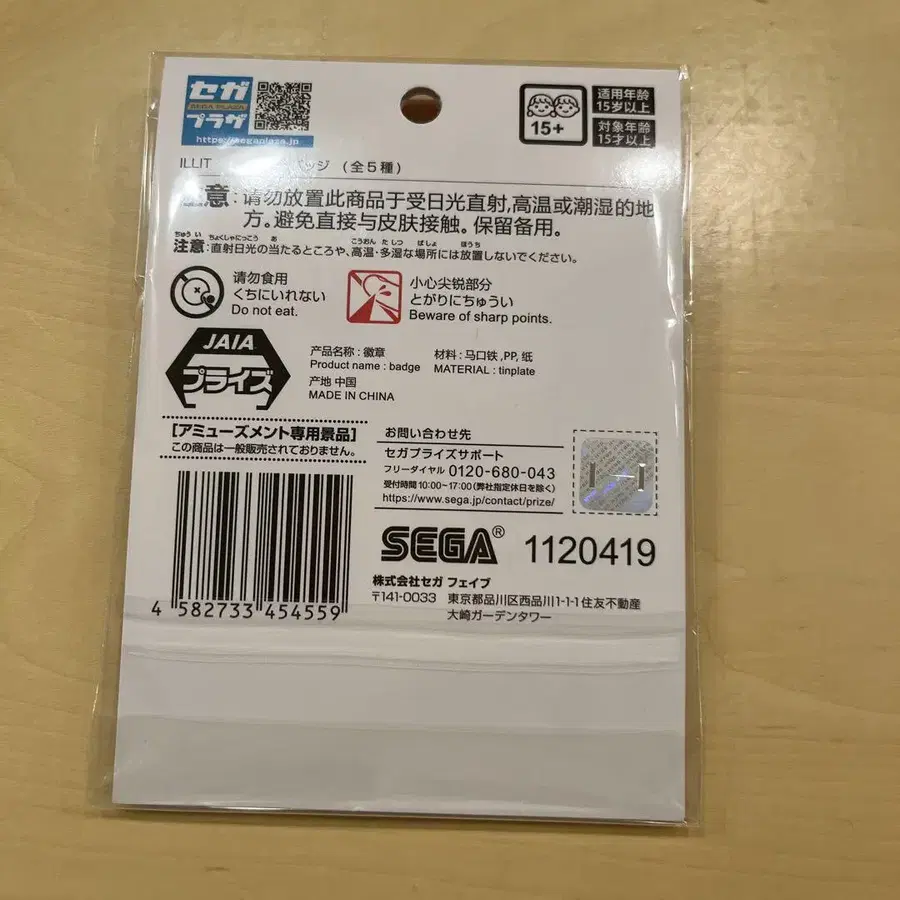 セガ
SEGA PLAZA
プラザ
https://segaplaza.jp
15+
适用年龄
15岁以上
対象年齢
15才以上
ILLIT バッジ (全5種)
意:请勿放置此商品于受日光直射,高温或潮湿的地
方。避免直接与皮肤接触。保留备用。
注意:直射日光の当たるところや、高温・多湿な場所には放置しないでください。
请勿食用
くちにいれない
Do not eat.
小心尖锐部分
とがりにちゅうい
Beware of sharp points.
JAIA
プライズ
产品名称:徽章
Product name : badge
产地 中国
MADE IN CHINA
材料:马口铁,PP,纸
MATERIAL : tinplate
[アミューズメント専用景品]
この商品は一般販売されておりません。
お問い合わせ先
セガプライズサポート
フリーダイヤル 0120-680-043
受付時間 10:00~17:00(弊社指定休日を除く)
https://www.sega.jp/contact/prize/
4 582733 454559
SEGA® 1120419
株式会社セガ フェイブ
〒141-0033 東京都品川区西品川1-1-1住友不動産
大崎ガーデンタワー